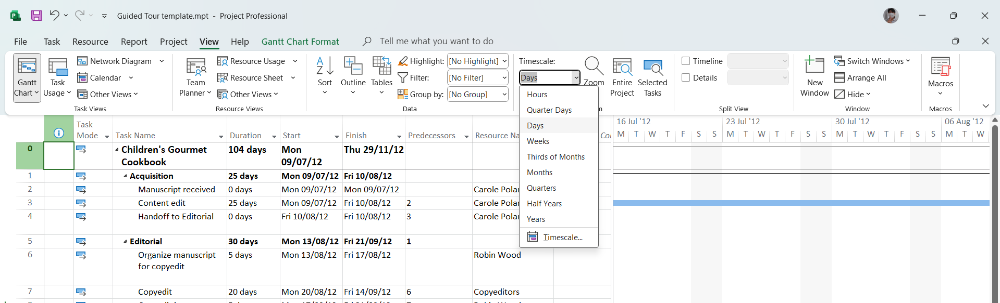 Guided Tour template.mpt - Project Professional
File Task Resource Report Project View Help Gantt Chart Format Tell me what you want to do
Gantt Chart
Task Usage
Network Diagram
Calendar
Other Views
Task Views
Team Planner
Resource Usage
Resource Sheet
Other Views
Resource Views
Sort
Outline
Tables
Highlight: [No Highlight]
Filter: [No Filter]
Group by: [No Group]
Data
Timescale:
Days
Zoom
Entire Project
Selected Tasks
Timeline
Details
Split View
New Window
Switch Windows
Arrange All
Hide
Window
Macros
Macros
Hours
Quarter Days
Days
Weeks
Thirds of Months
Months
Quarters
Half Years
Years
Timescale...
Task Mode Task Name Duration Start Finish Predecessors Resource Na
16 Jul '12 23 Jul '12 30 Jul '12 06 Aug '12
M T W T F S S M T W T F S S M T W T F S S M T W
0 Children's Gourmet Cookbook 104 days Mon 09/07/12 Thu 29/11/12
1 Acquisition 25 days Mon 09/07/12 Fri 10/08/12
2 Manuscript received 0 days Mon 09/07/12 Mon 09/07/12 Carole Polan
3 Content edit 25 days Mon 09/07/12 Fri 10/08/12 2 Carole Polan
4 Handoff to Editorial 0 days Fri 10/08/12 Fri 10/08/12 3 Carole Polan
5 Editorial 30 days Mon 13/08/12 Fri 21/09/12 1
6 Organize manuscript for copyedit 5 days Mon 13/08/12 Fri 17/08/12 Robin Wood
7 Copyedit 20 days Mon 20/08/12 Fri 14/09/12 6 Copyeditors